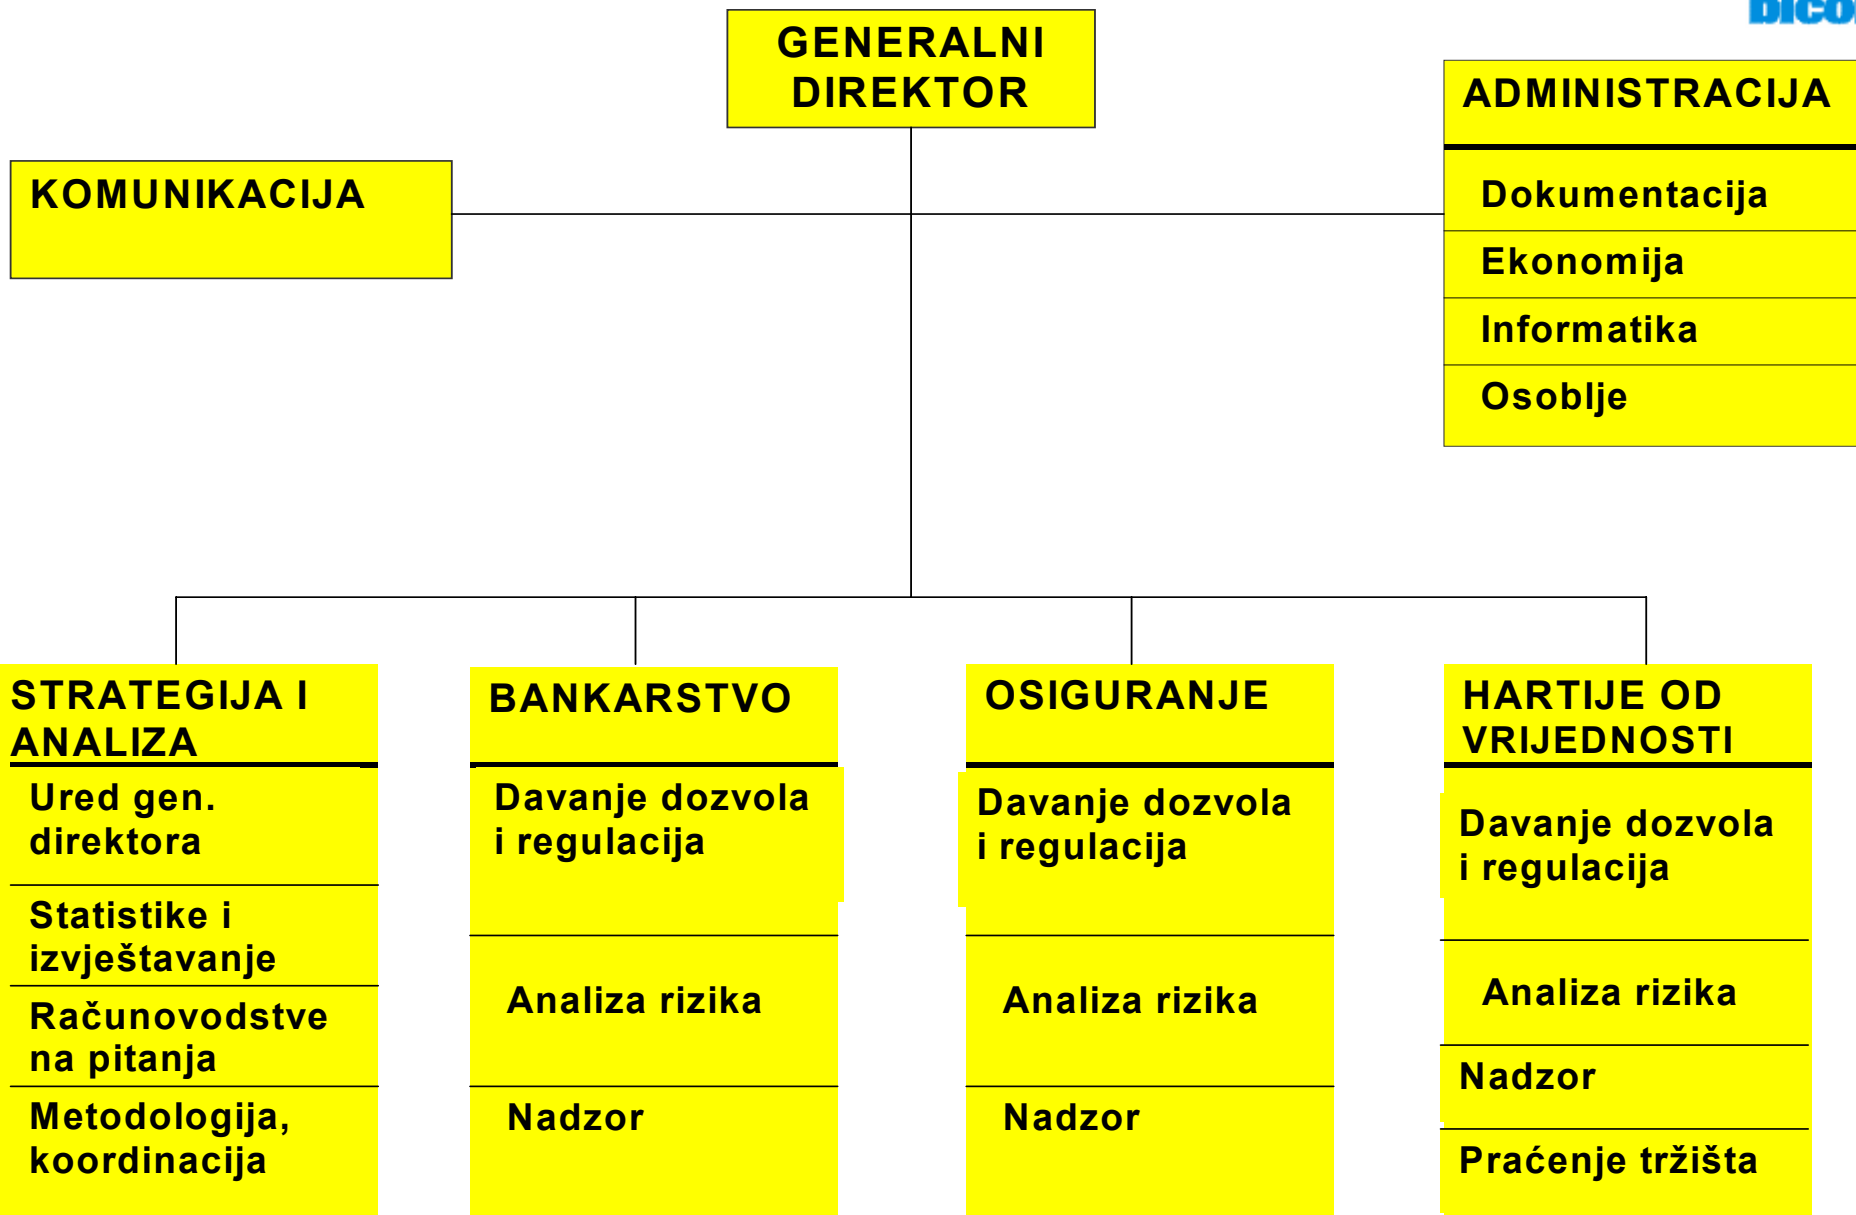 GENERALNI
DIREKTOR
ADMINISTRACIJA
Dokumentacija
Ekonomija
Informatika
Osoblje
KOMUNIKACIJA
STRATEGIJA I
ANALIZA
Ured gen.
direktora
Statistike i
izvještavanje
Računovodstve
na pitanja
Metodologija,
koordinacija
BANKARSTVO
Davanje dozvola
i regulacija
Analiza rizika
Nadzor
OSIGURANJE
Davanje dozvola
i regulacija
Analiza rizika
Nadzor
HARTIJE OD
VRIJEDNOSTI
Davanje dozvola
i regulacija
Analiza rizika
Nadzor
Praćenje tržišta